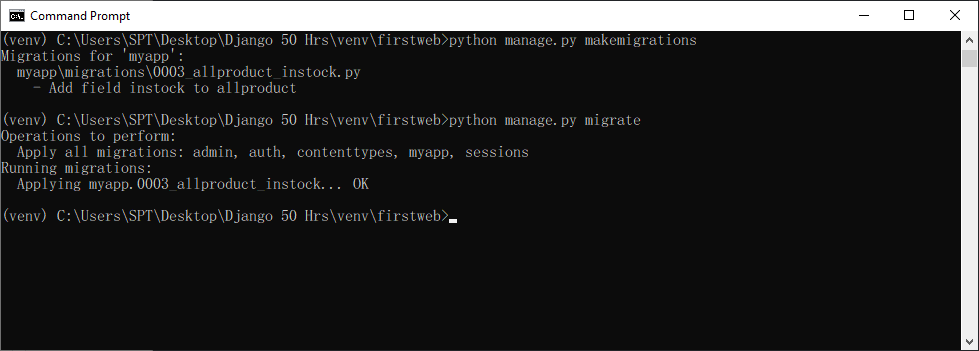 Command Prompt
(venv) C:\Users\SPT\Desktop\Django 50 Hrs\venv\firstweb>python manage.py makemigrations
Migrations for 'myapp':
  myapp\migrations\0003_allproduct_instock.py
    - Add field instock to allproduct
(venv) C:\Users\SPT\Desktop\Django 50 Hrs\venv\firstweb>python manage.py migrate
Operations to perform:
  Apply all migrations: admin, auth, contenttypes, myapp, sessions
Running migrations:
  Applying myapp.0003_allproduct_instock... OK
(venv) C:\Users\SPT\Desktop\Django 50 Hrs\venv\firstweb>